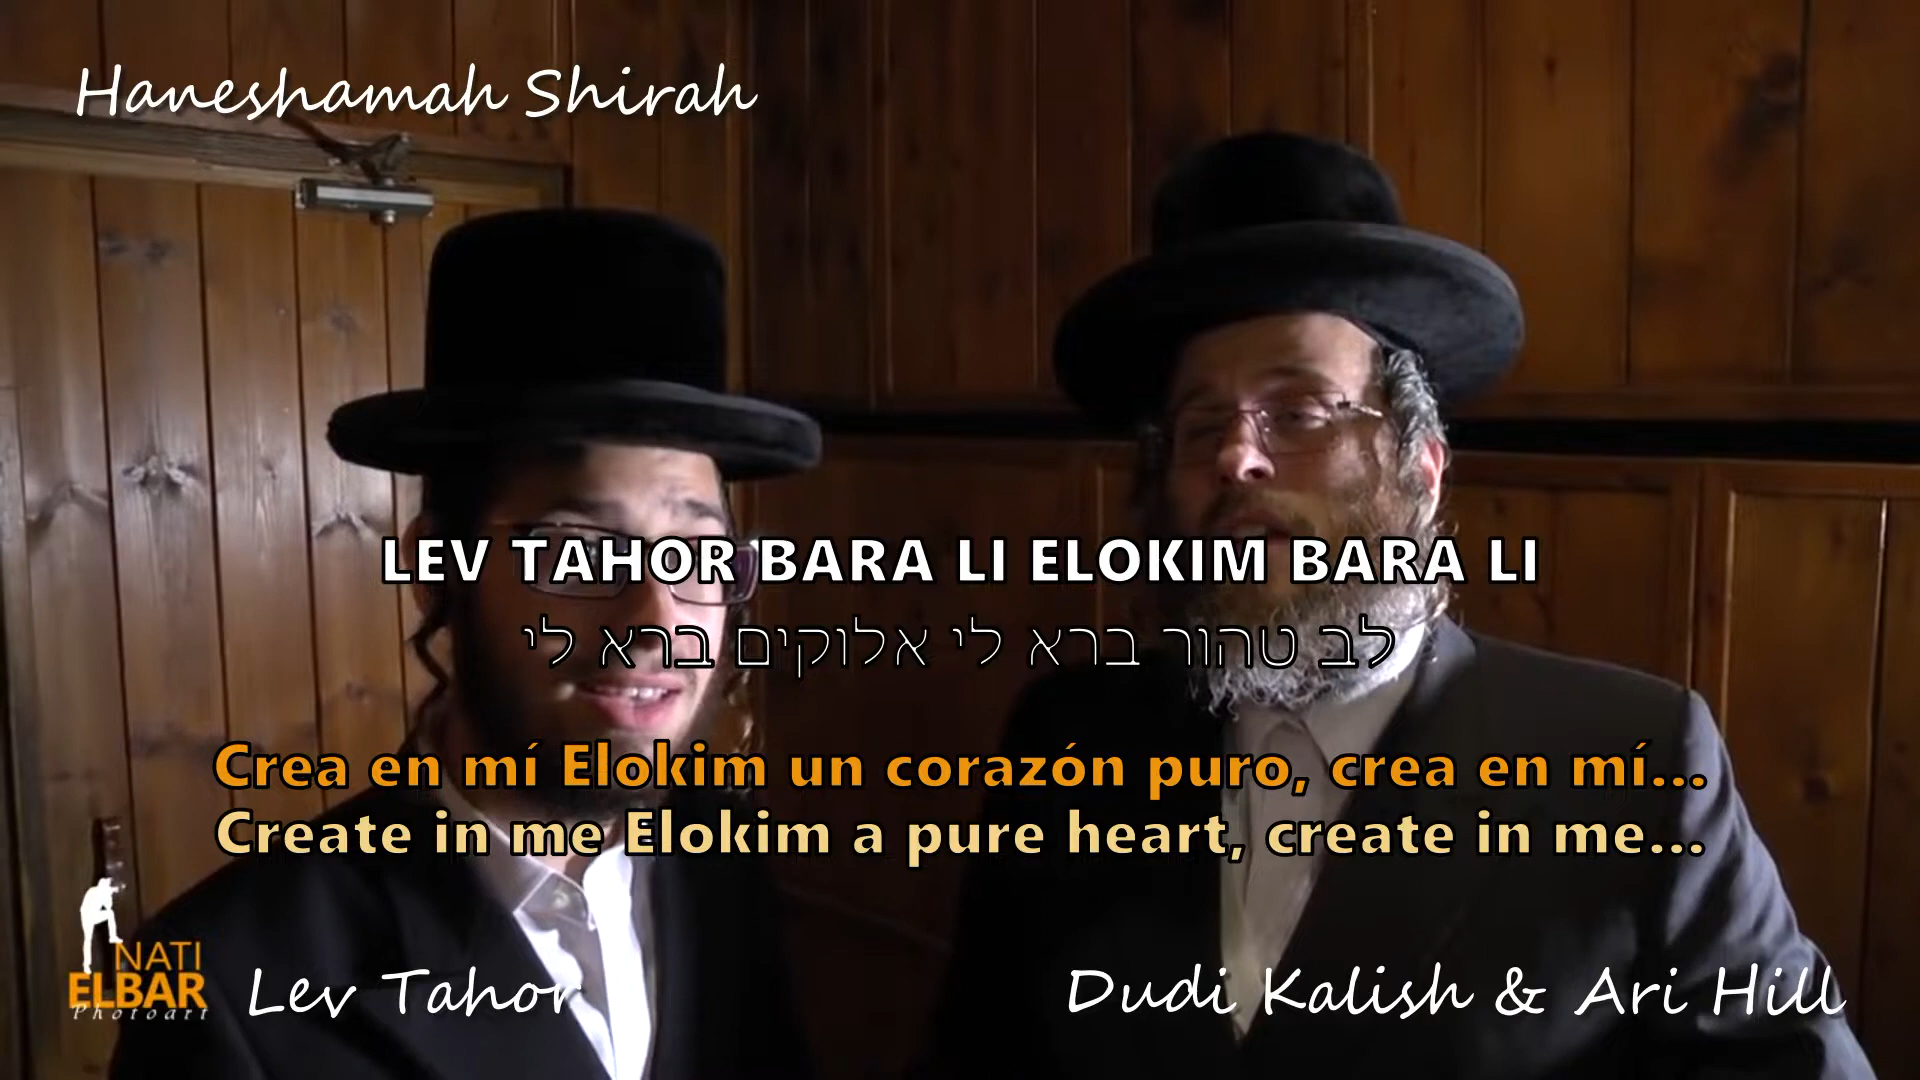 Haneshamah Shirah
LEV TAHOR BARA LI ELOKIM BARA LI
לב טהור ברא לי אלוקים ברא לי
Crea en mí Elokim un corazón puro, crea en mí...
Create in me Elokim a pure heart, create in me...
NATI
ELBAR
Photoart
Lev Tahor
Dudi Kalish & Ari Hill